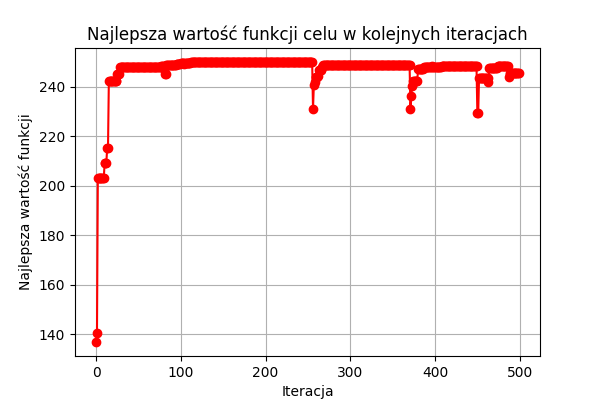 Najlepsza wartość funkcji celu w kolejnych iteracjach
Najlepsza wartość funkcji
240
220
200
180
160
140
0 100 200 300 400 500
Iteracja